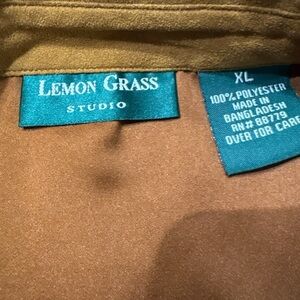 LEMON GRASS
STUDIO
XL
100% POLYESTER
MADE IN
BANGLADESH
RN# 88779
OVER FOR CARE